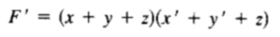 F' = (x + y + z)(x' + y' + z)